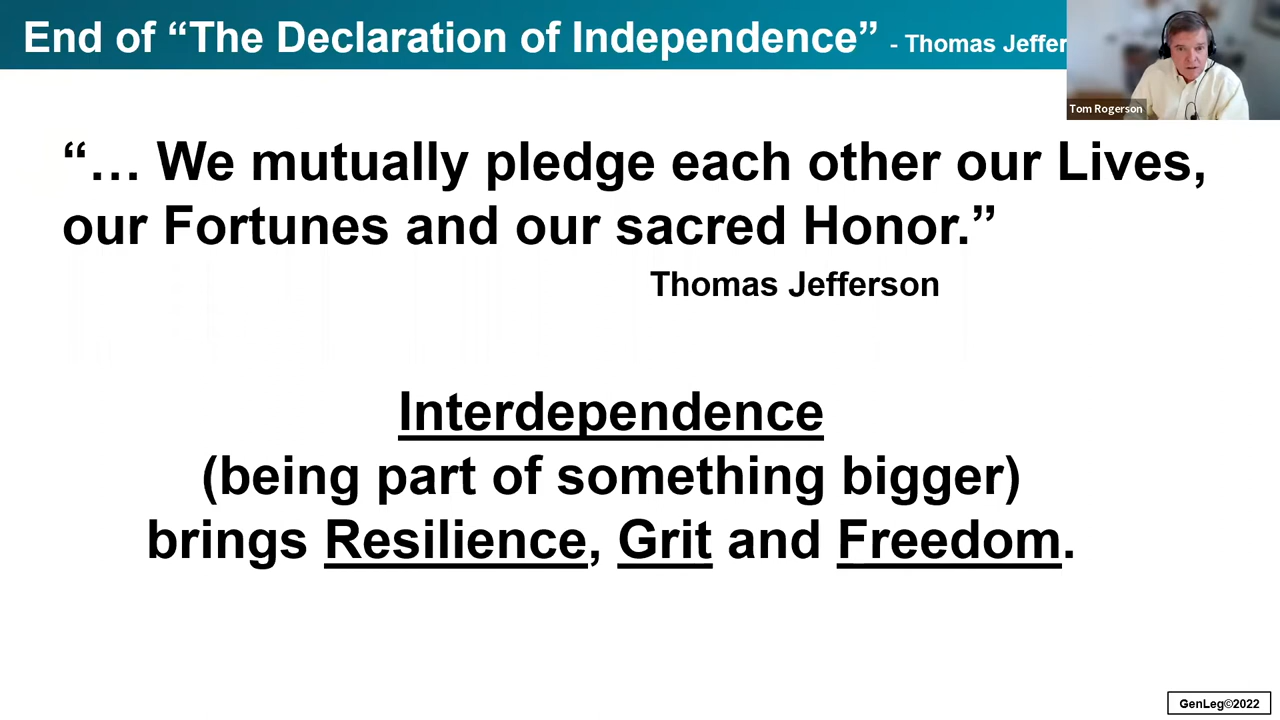 End of “The Declaration of Independence” - Thomas Jeffer
Tom Rogerson
“… We mutually pledge each other our Lives,
our Fortunes and our sacred Honor.”
Thomas Jefferson
Interdependence
(being part of something bigger)
brings Resilience, Grit and Freedom.
GenLeg©2022